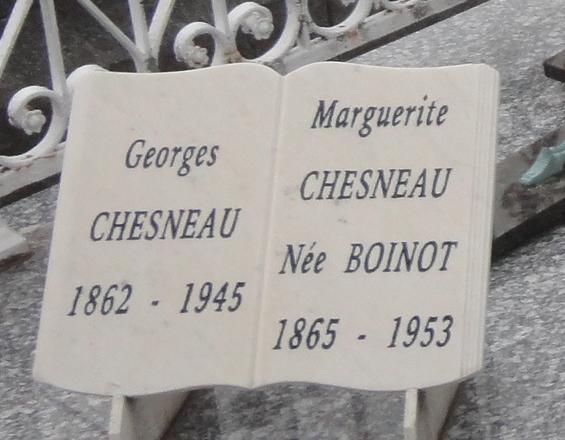 Georges
CHESNEAU
1862 - 1945
Marguerite
CHESNEAU
Née BOINOT
1865 - 1953